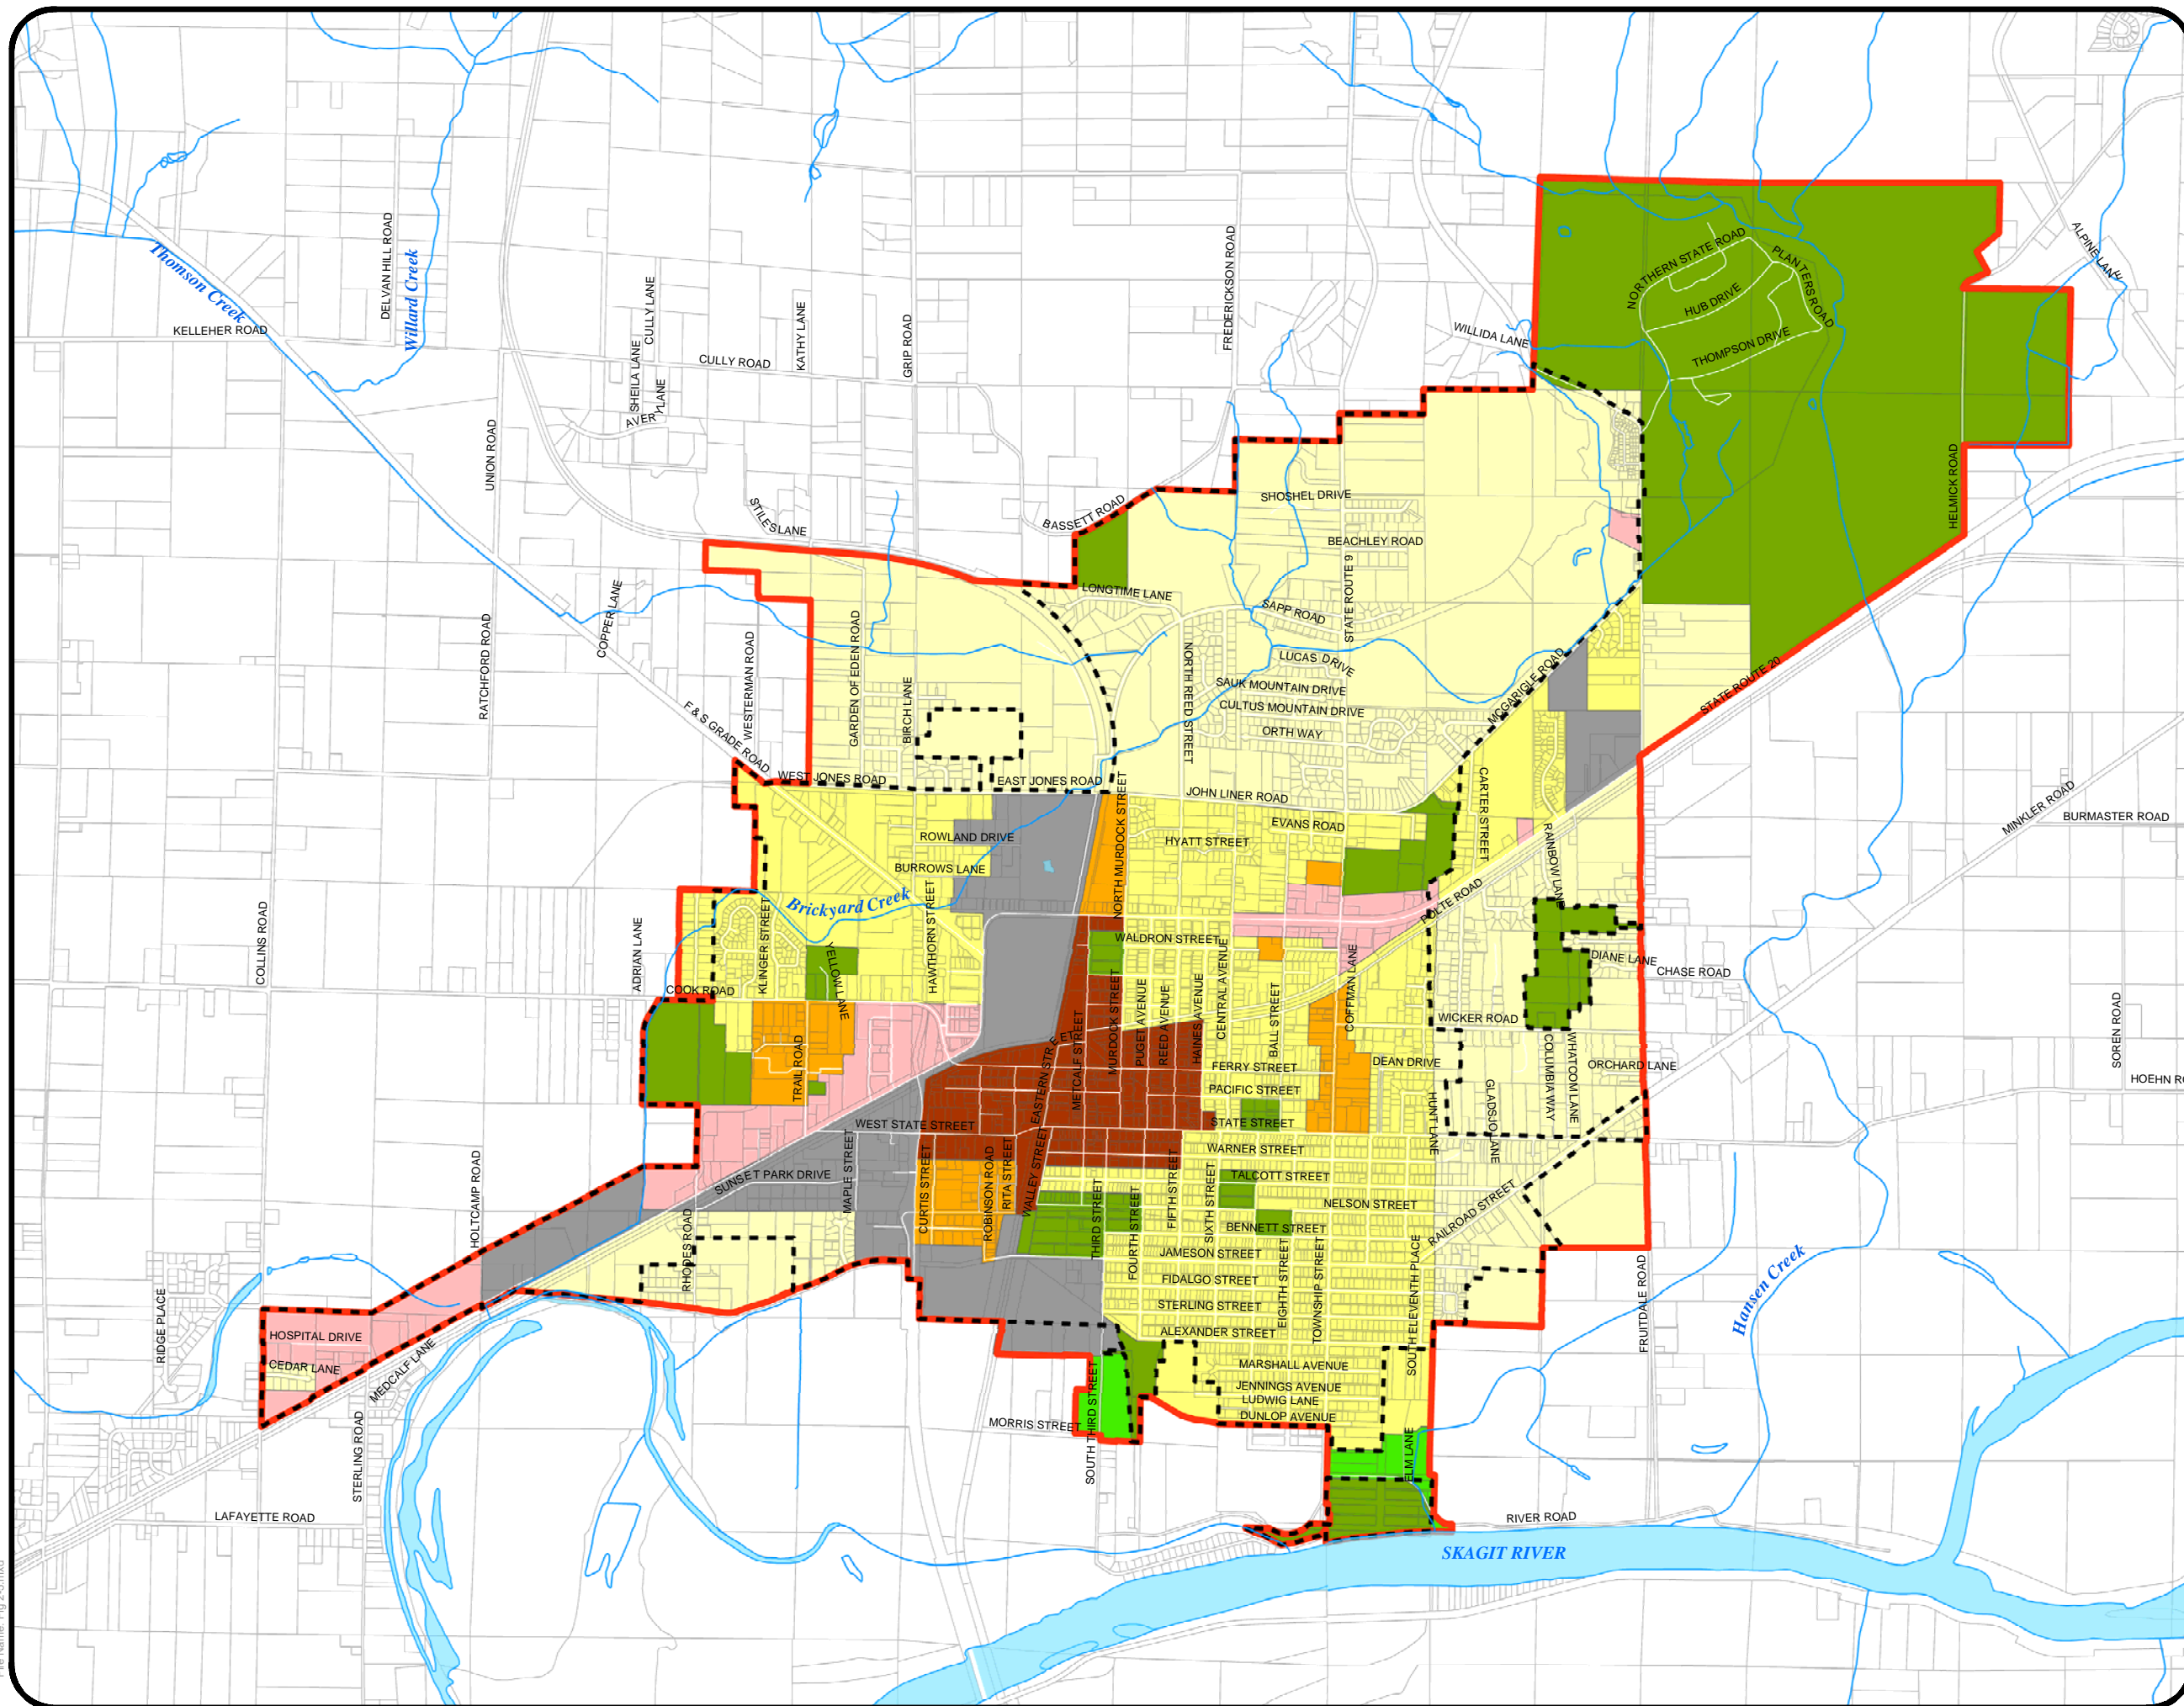 ALPINE LANE
DELVAN HILL ROAD
FREDERICKSON ROAD
NORTHERN STATE ROAD
PLANTERS ROAD
Thomson Creek
Willard Creek
HUB DRIVE
CULLY LANE
KATHY LANE
KELLEHER ROAD
GRIP ROAD
WILLIDA LANE
THOMPSON DRIVE
SHEILA LANE
CULLY ROAD
AVERY LANE
UNION ROAD
HELMICK ROAD
SHOSHEL DRIVE
STILES LANE
BASSETT ROAD
BEACHLEY ROAD
STATE ROUTE 9
LONGTIME LANE
COPPER LANE
SAPP ROAD
RATCHFORD ROAD
WESTERMAN ROAD
GARDEN OF EDEN ROAD
BIRCH LANE
NORTH REED STREET
LUCAS DRIVE
MCGARIGLE ROAD
SAUK MOUNTAIN DRIVE
STATE ROUTE 20
CULTUS MOUNTAIN DRIVE
F & S GRADE ROAD
ORTH WAY
WEST JONES ROAD
EAST JONES ROAD
NORTH MURDOCK STREET
JOHN LINER ROAD
CARTER STREET
MINKLER ROAD
BURMASTER ROAD
ROWLAND DRIVE
EVANS ROAD
HYATT STREET
RAINBOW LANE
BURROWS LANE
Brickyard Creek
HAWTHORN STREET
POLTE ROAD
COLLINS ROAD
ADRIAN LANE
KLINGER STREET
YELLOW LANE
WALDRON STREET
CENTRAL AVENUE
COFFMAN LANE
DIANE LANE
CHASE ROAD
COOK ROAD
MURDOCK STREET
PUGET AVENUE
REED AVENUE
HAINES AVENUE
BALL STREET
WICKER ROAD
SOREN ROAD
TRAIL ROAD
EASTERN STREET
METCALF STREET
FERRY STREET
DEAN DRIVE
COLUMBIA WAY
WHATCOM LANE
ORCHARD LANE
HOEHN
PACIFIC STREET
GLADSJO LANE
HUNT LANE
WEST STATE STREET
STATE STREET
WARNER STREET
HOLTCAMP ROAD
SUNSET PARK DRIVE
MAPLE STREET
CURTIS STREET
ROBINSON ROAD
RITA STREET
WALLEY STREET
TALCOTT STREET
NELSON STREET
THIRD STREET
FOURTH STREET
FIFTH STREET
SIXTH STREET
BENNETT STREET
RAILROAD STREET
RHODES ROAD
JAMESON STREET
FIDALGO STREET
EIGHTH STREET
TOWNSHIP STREET
SOUTH ELEVENTH PLACE
FRUITDALE ROAD
Hansen Creek
RIDGE PLACE
STERLING STREET
HOSPITAL DRIVE
ALEXANDER STREET
CEDAR LANE
MEDCALF LANE
MARSHALL AVENUE
JENNINGS AVENUE
LUDWIG LANE
DUNLOP AVENUE
MORRIS STREET
SOUTH THIRD STREET
STERLING ROAD
ELM LANE
LAFAYETTE ROAD
RIVER ROAD
SKAGIT RIVER